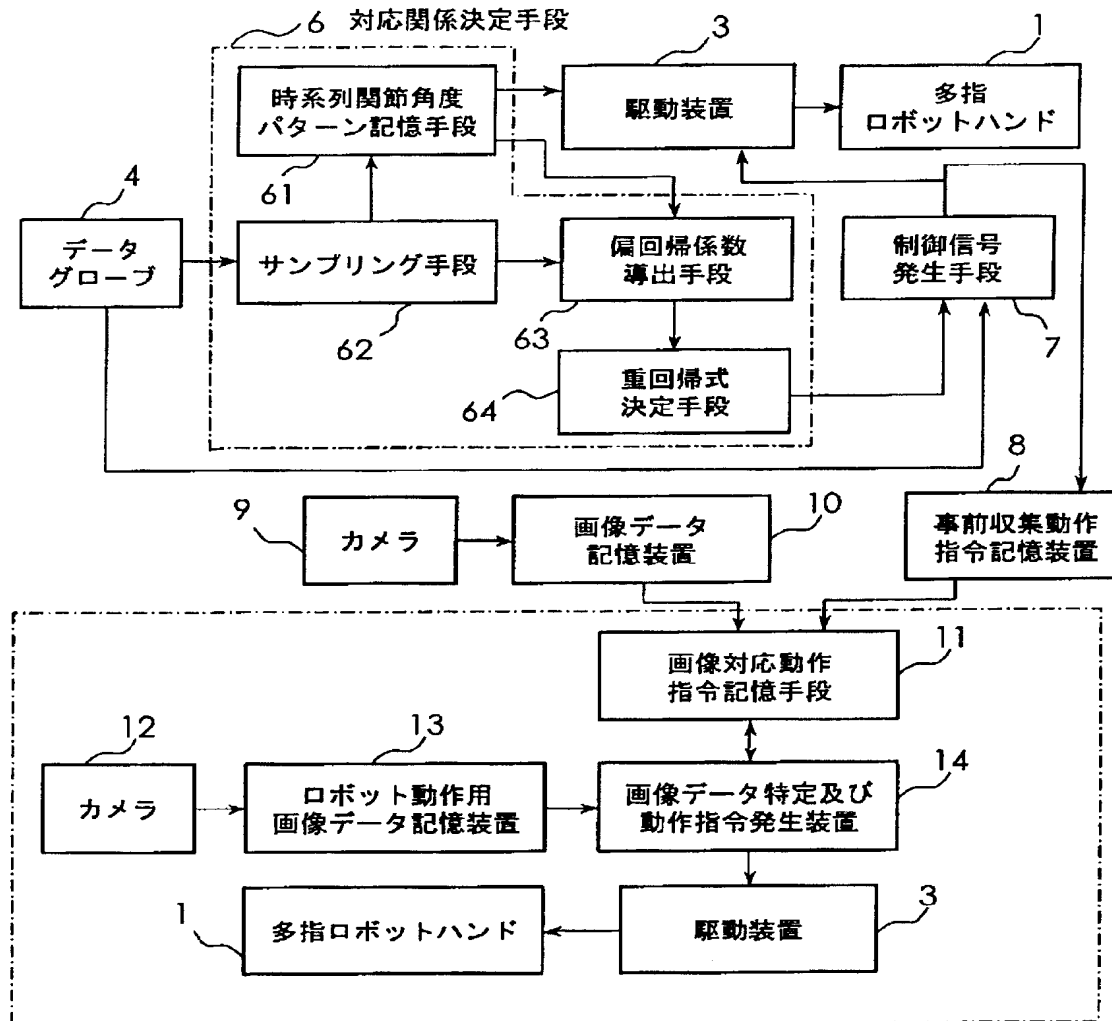 6 対応関係決定手段
3
1
時系列関節角度
パターン記憶手段
駆動装置
多指
ロボットハンド
61
4
データ
グローブ
サンプリング手段
偏回帰係数
導出手段
制御信号
発生手段
62
63
7
64
重回帰式
決定手段
8
9
カメラ
画像データ
記憶装置
10
事前収集動作
指令記憶装置
11
画像対応動作
指令記憶手段
12
13
14
カメラ
ロボット動作用
画像データ記憶装置
画像データ特定及び
動作指令発生装置
1
多指ロボットハンド
駆動装置
3